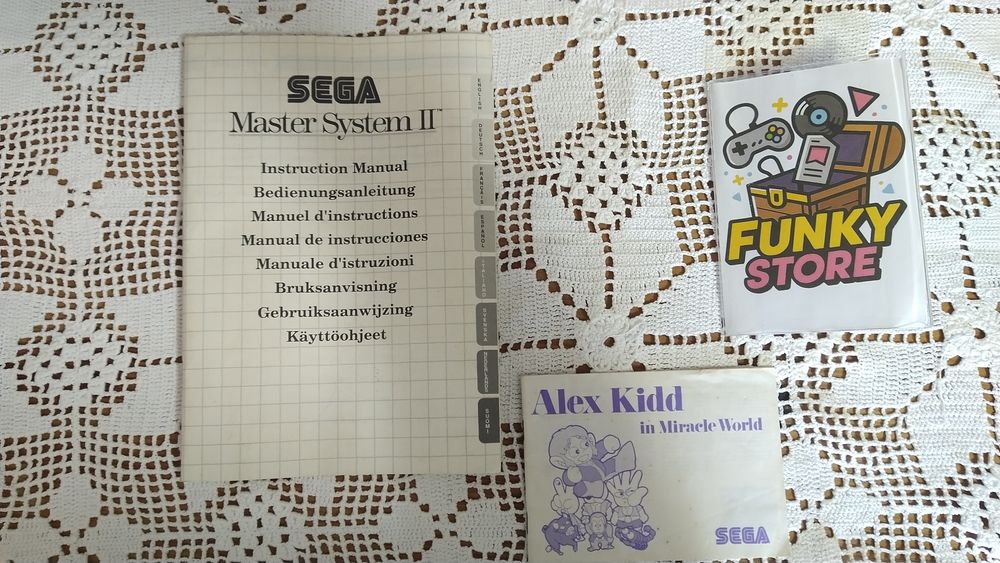 SEGA
Master System II™
Instruction Manual
Bedienungsanleitung
Manuel d'instructions
Manual de instrucciones
Manuale d'istruzioni
Bruksanvisning
Gebruiksaanwijzing
Käyttöohjeet
ENGLISH
DEUTSCH
FRANÇAIS
ESPAÑOL
ITALIANO
SVENSKA
NEDERLANDS
SUOMI
FUNKY
STORE
Alex Kidd
in Miracle World
SEGA